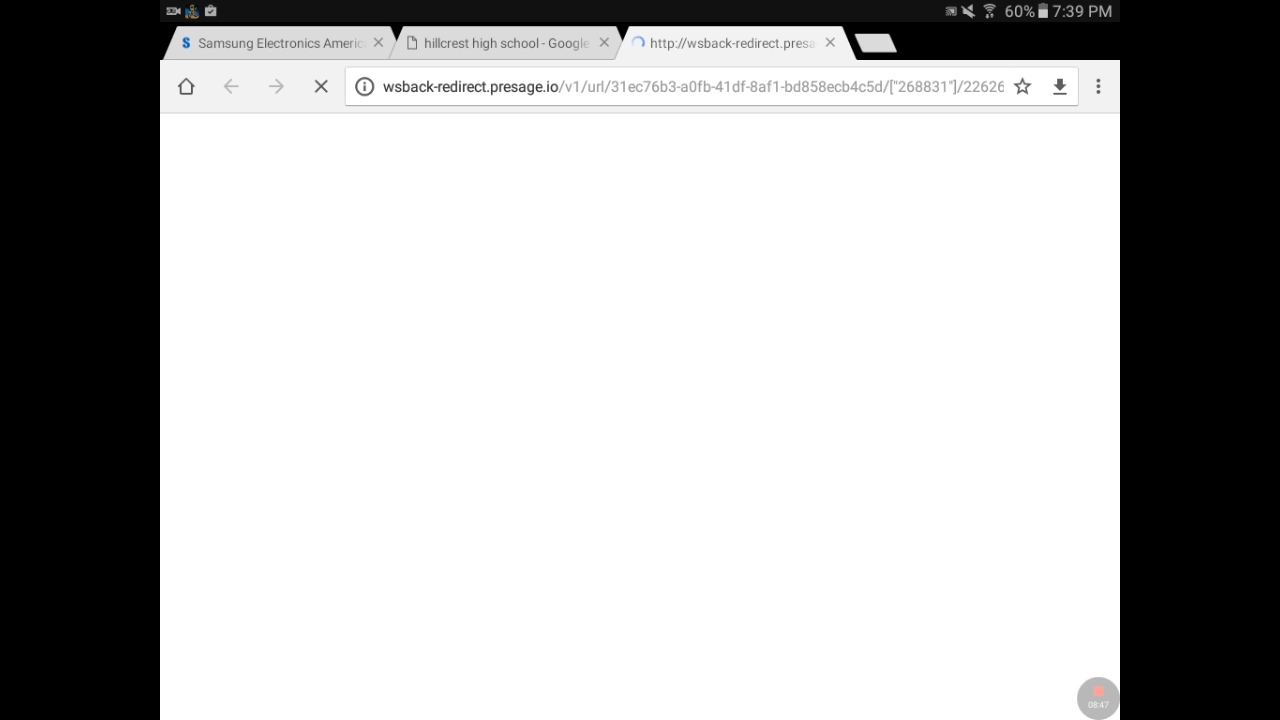 60% 7:39 PM
Samsung Electronics Americ
hillcrest high school - Google
http://wsback-redirect.presa
wsback-redirect.presage.io/v1/url/31ec76b3-a0fb-41df-8af1-bd858ecb4c5d/["268831"]/22626
08:47